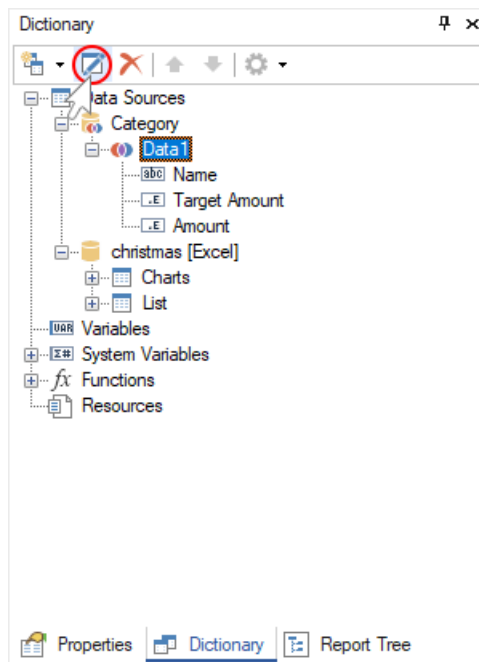 Dictionary
Data Sources
Category
Data1
abc Name
.E Target Amount
.E Amount
christmas [Excel]
Charts
List
VAR Variables
Σ# System Variables
fx Functions
Resources
Properties Dictionary Report Tree